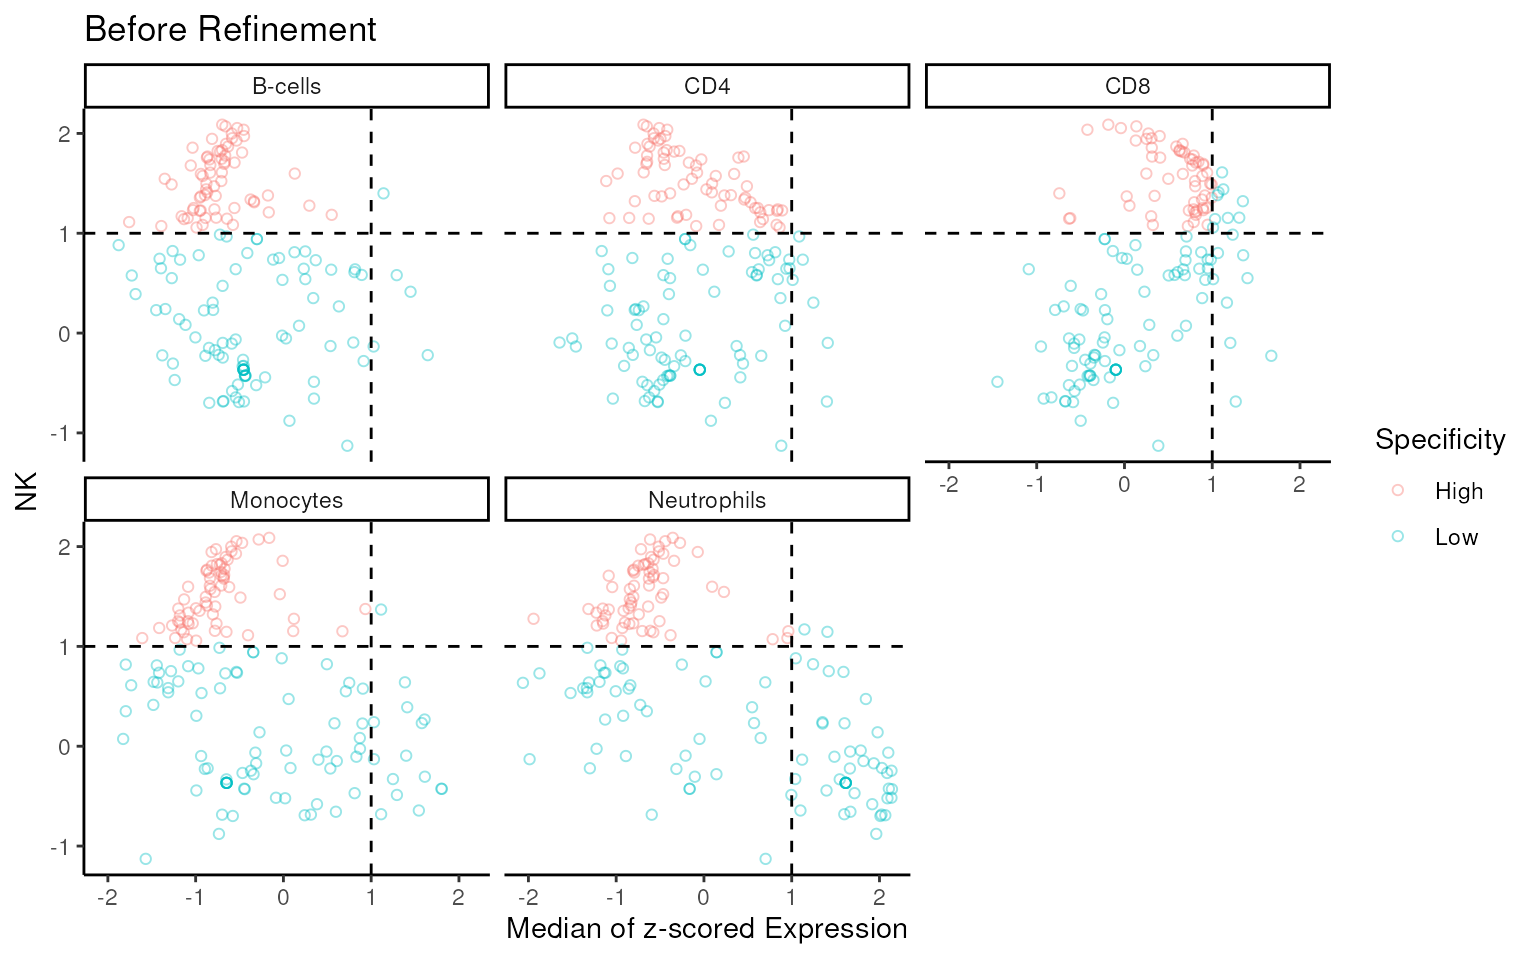 Before Refinement
B-cells
CD4
CD8
2
1
0
-1
-2 -1 0 1 2
NK
Monocytes
Neutrophils
2
1
0
-1
-2 -1 0 1 2
-2 -1 0 1 2
Median of z-scored Expression
Specificity
High
Low